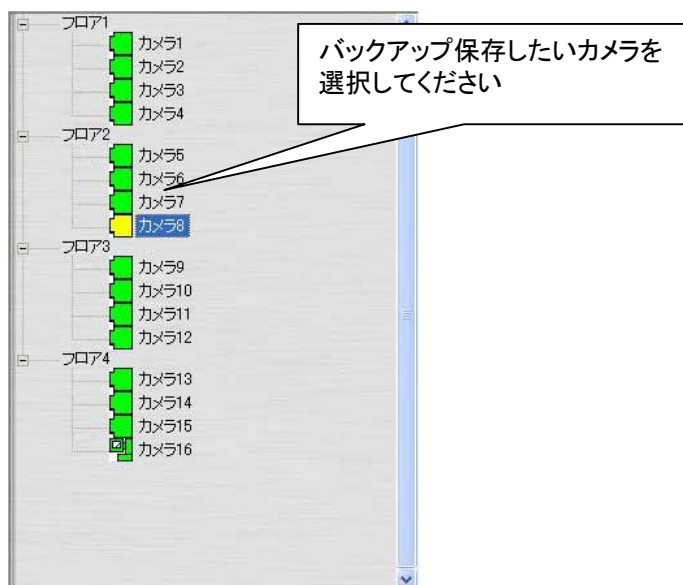 フロア1
カメラ1
カメラ2
カメラ3
カメラ4
フロア2
カメラ5
カメラ6
カメラ7
カメラ8
フロア3
カメラ9
カメラ10
カメラ11
カメラ12
フロア4
カメラ13
カメラ14
カメラ15
カメラ16
バックアップ保存したいカメラを
選択してください